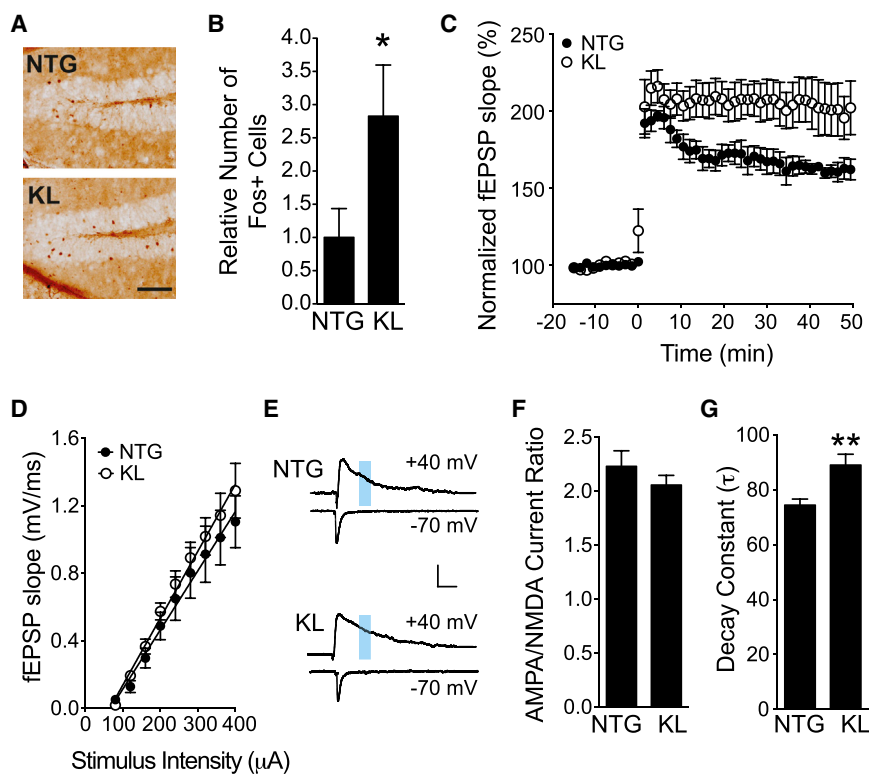 A
NTG
KL
B
Relative Number of
Fos+ Cells
4.0
3.5
3.0
2.5
2.0
1.5
1.0
0.5
0.0
*
NTG KL
C
Normalized fEPSP slope (%)
250
200
150
100
NTG
KL
-20 -10 0 10 20 30 40 50
Time (min)
D
fEPSP slope (mV/ms)
1.6
1.2
0.8
0.4
0.0
NTG
KL
0 100 200 300 400
Stimulus Intensity (µA)
E
NTG
+40 mV
-70 mV
KL
+40 mV
-70 mV
F
AMPA/NMDA Current Ratio
2.5
2.0
1.5
1.0
0.5
0.0
NTG KL
G
Decay Constant (τ)
100
80
60
40
20
0
**
NTG KL